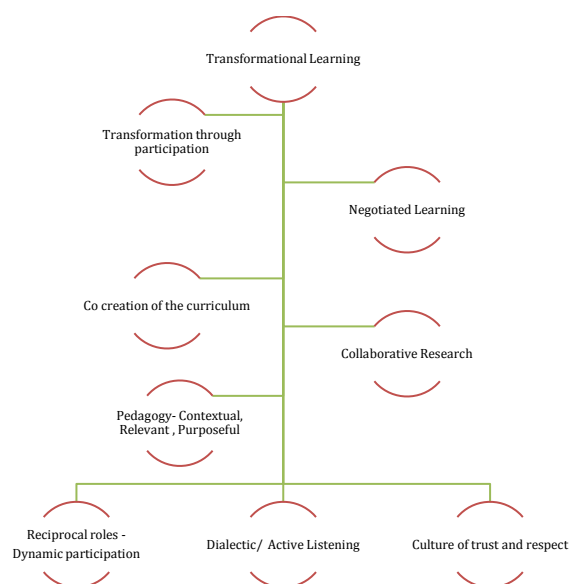 Transformational Learning
Transformation through
participation
Negotiated Learning
Co creation of the curriculum
Collaborative Research
Pedagogy- Contextual,
Relevant , Purposeful
Reciprocal roles -
Dynamic participation
Dialectic/ Active Listening
Culture of trust and respect